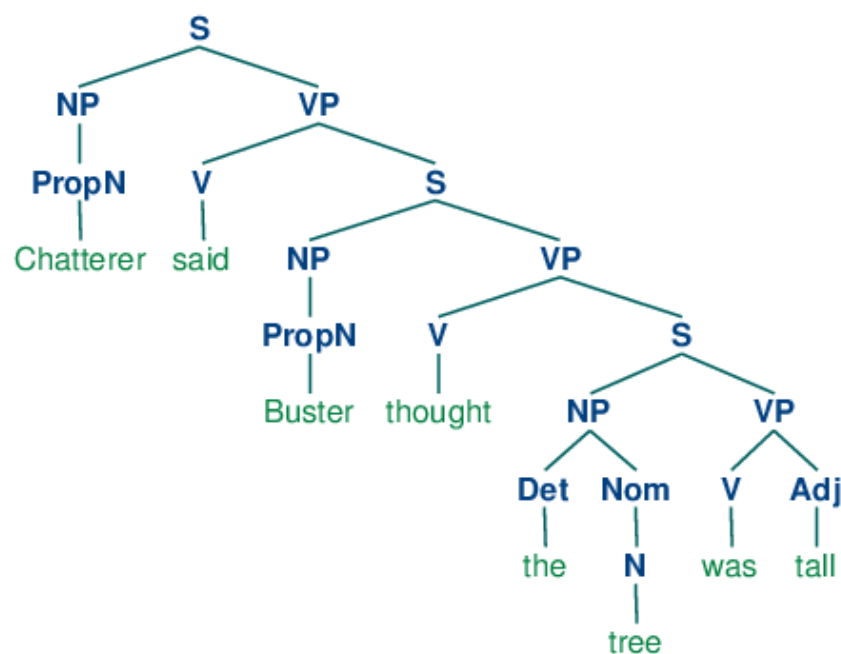 S
NP VP
PropN V S
Chatterer said NP VP
PropN V S
Buster thought NP VP
Det Nom V Adj
the N was tall
tree